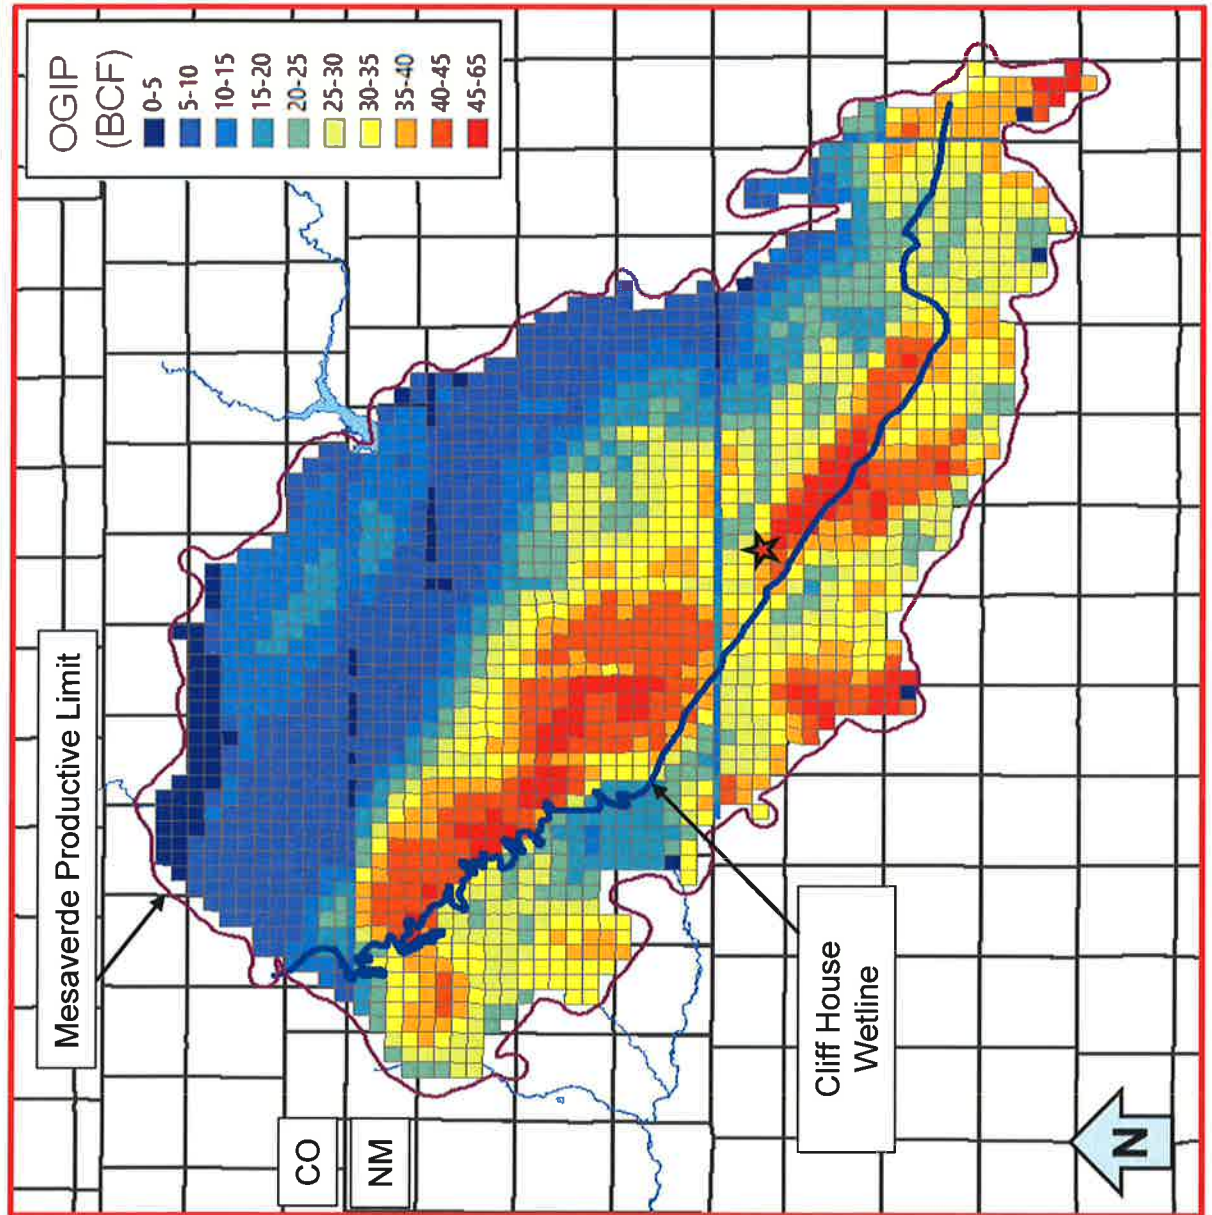 OGIP
(BCF)
0-5
5-10
10-15
15-20
20-25
25-30
30-35
35-40
40-45
45-65
Mesaverde Productive Limit
CO
NM
Cliff House
Wetline
N